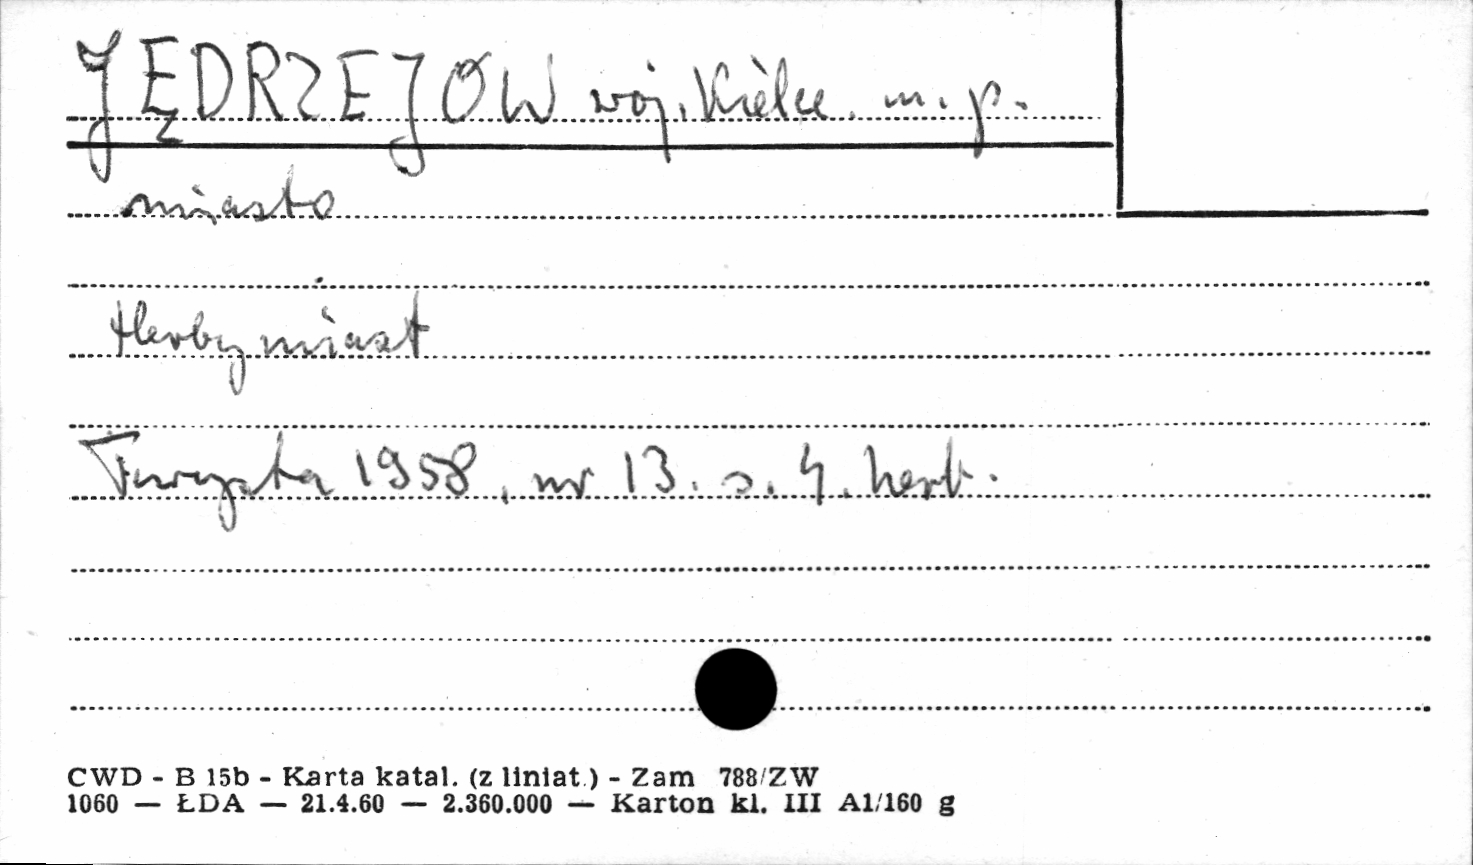 JĘDRZEJÓW woj. Kielce. m. p.
miasto
Herby miast
Turysta 1958, nr 13. s. 4. herb.
CWD - B 15b - Karta katal. (z liniat.) - Zam 788/ZW
1060 — ŁDA — 21.4.60 — 2.360.000 — Karton kl. III A1/160 g